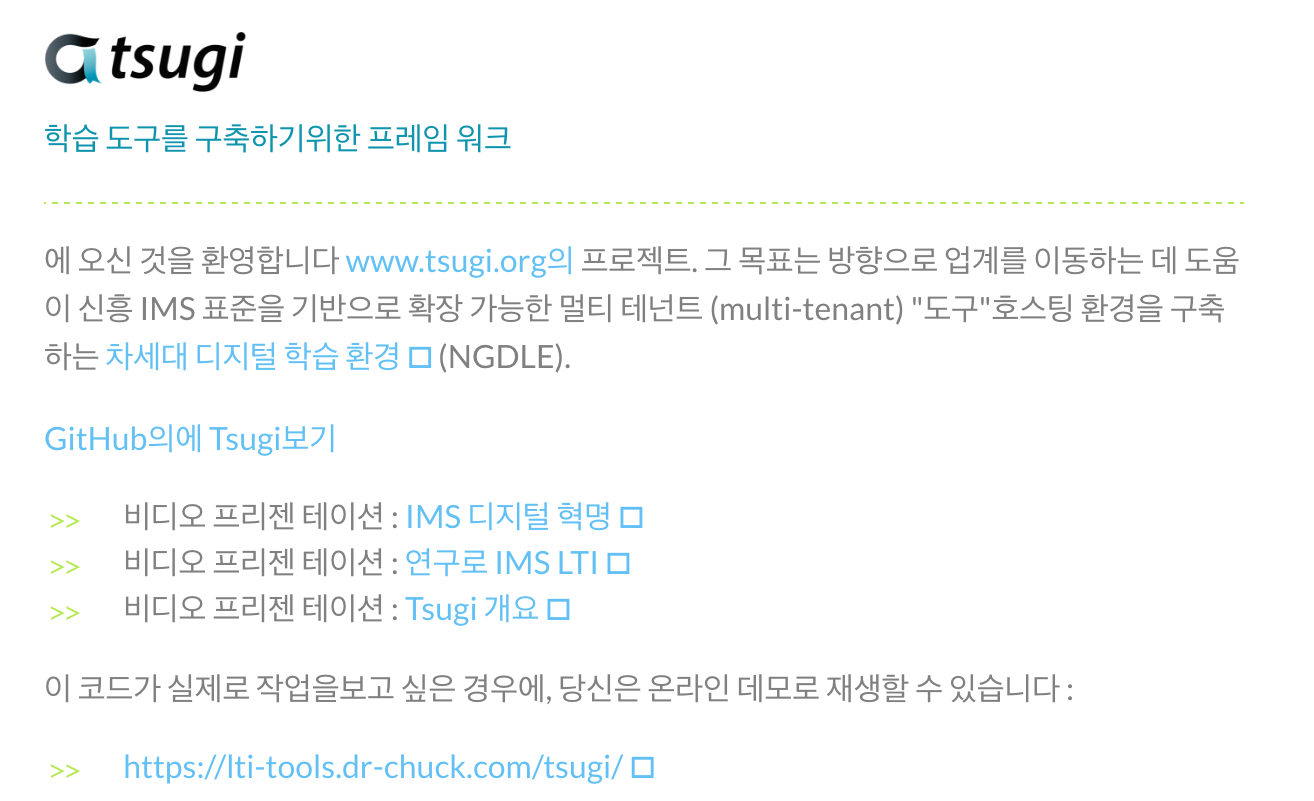 tsugi
학습 도구를 구축하기위한 프레임 워크
에 오신 것을 환영합니다 www.tsugi.org의 프로젝트. 그 목표는 방향으로 업계를 이동하는 데 도움
이 신흥 IMS 표준을 기반으로 확장 가능한 멀티 테넌트 (multi-tenant) "도구"호스팅 환경을 구축
하는 차세대 디지털 학습 환경 (NGDLE).
GitHub의에 Tsugi보기
>> 비디오 프리젠 테이션 : IMS 디지털 혁명
>> 비디오 프리젠 테이션 : 연구로 IMS LTI
>> 비디오 프리젠 테이션 : Tsugi 개요
이 코드가 실제로 작업을보고 싶은 경우에, 당신은 온라인 데모로 재생할 수 있습니다 :
>> https://lti-tools.dr-chuck.com/tsugi/